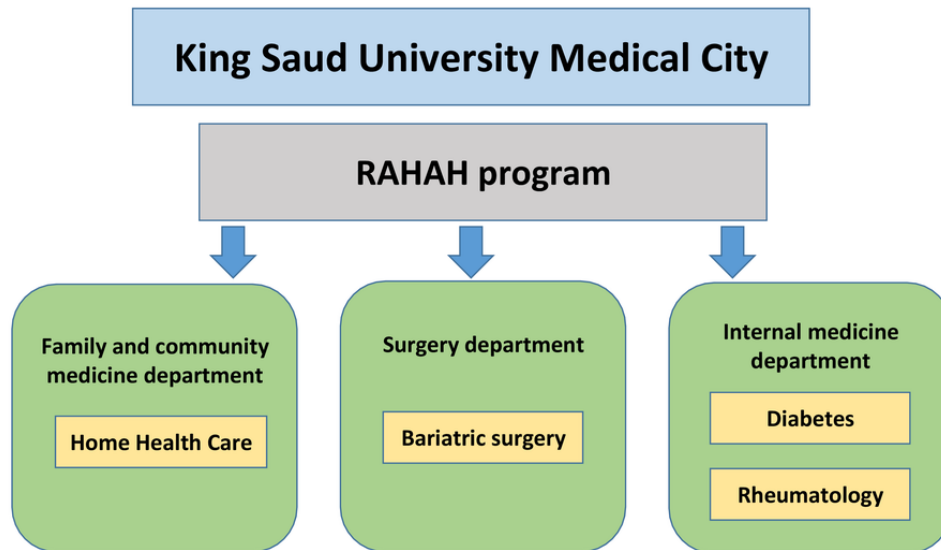 King Saud University Medical City
RAHAH program
Family and community
medicine department
Home Health Care
Surgery department
Bariatric surgery
Internal medicine
department
Diabetes
Rheumatology